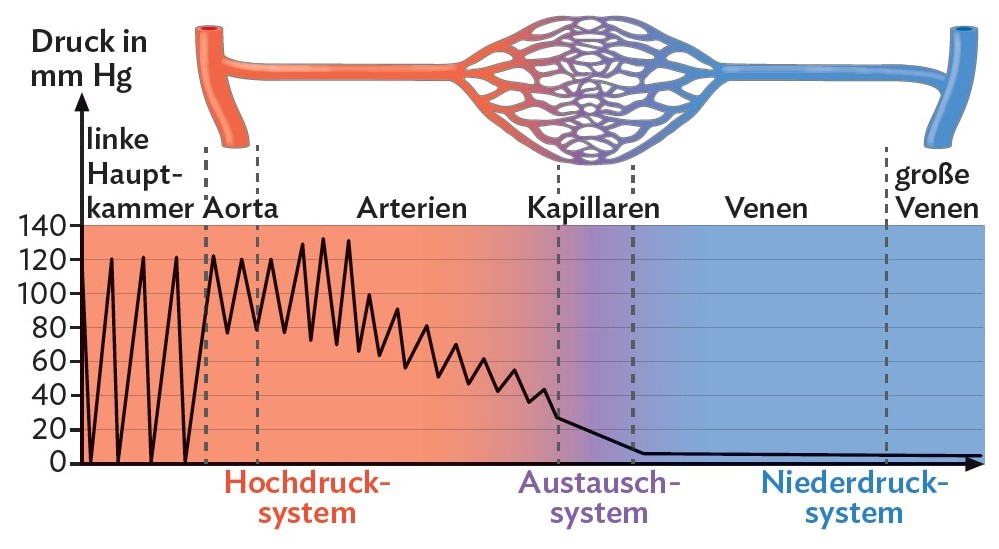 Druck in
mm Hg
linke
Haupt-
kammer
Aorta
Arterien
Kapillaren
Venen
große
Venen
140
120
100
80
60
40
20
0
Hochdruck-
system
Austausch-
system
Niederdruck-
system